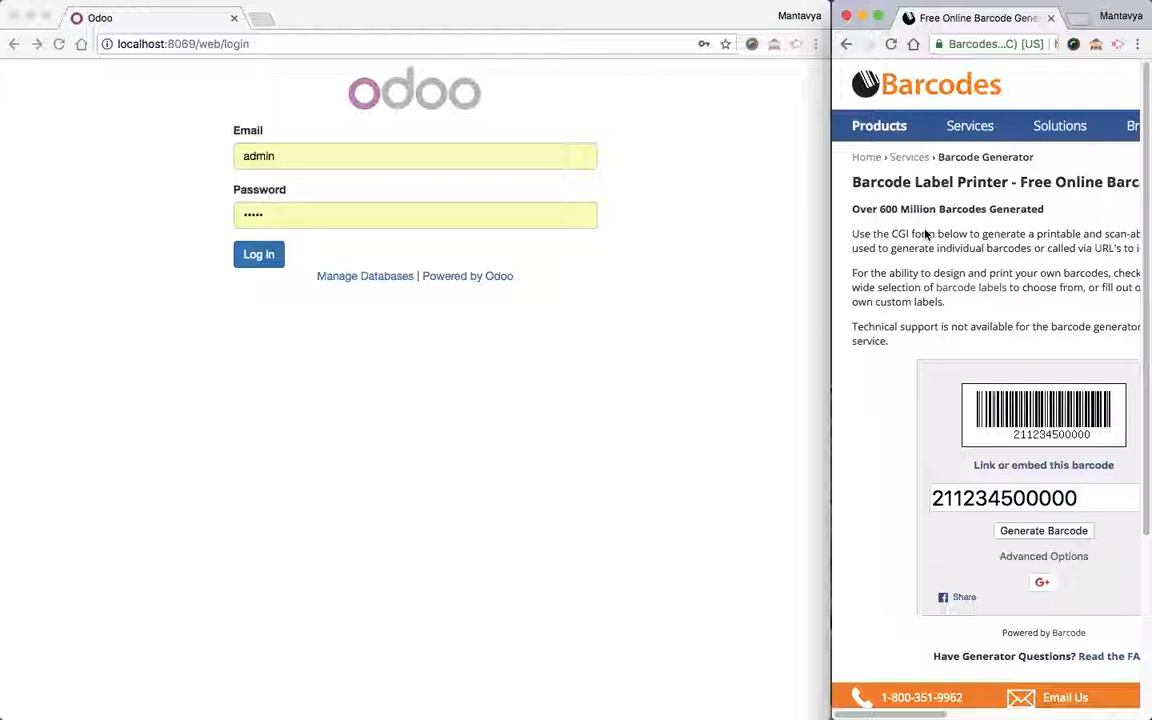 Odoo
Mantavya
localhost:8069/web/login
odoo
Email
admin
Password
•••••
Log in
Manage Databases | Powered by Odoo
Free Online Barcode Gene
Mantavya
Barcodes...C) [US]
Barcodes
Products Services Solutions Br
Home › Services › Barcode Generator
Barcode Label Printer - Free Online Barc
Over 600 Million Barcodes Generated
Use the CGI form below to generate a printable and scan-ab
used to generate individual barcodes or called via URL's to i
For the ability to design and print your own barcodes, check
wide selection of barcode labels to choose from, or fill out o
own custom labels.
Technical support is not available for the barcode generator
service.
211234500000
Link or embed this barcode
211234500000
Generate Barcode
Advanced Options
G+
Share
Powered by Barcode
Have Generator Questions? Read the FA
1-800-351-9962 Email Us